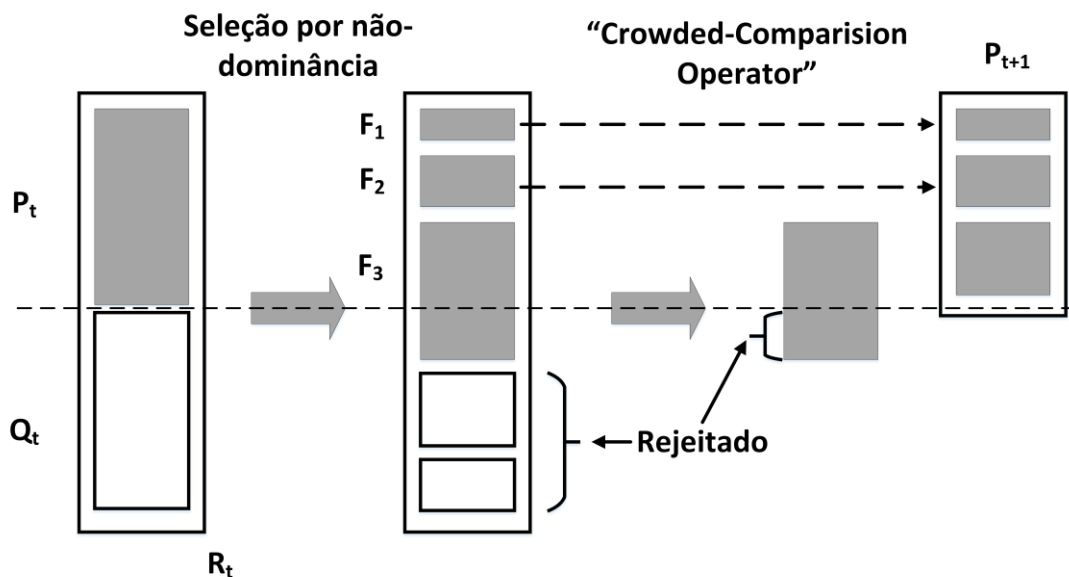 Seleção por não-
dominância
“Crowded-Comparision
Operator”
Pt+1
F1
F2
Pt
F3
Qt
Rejeitado
Rt